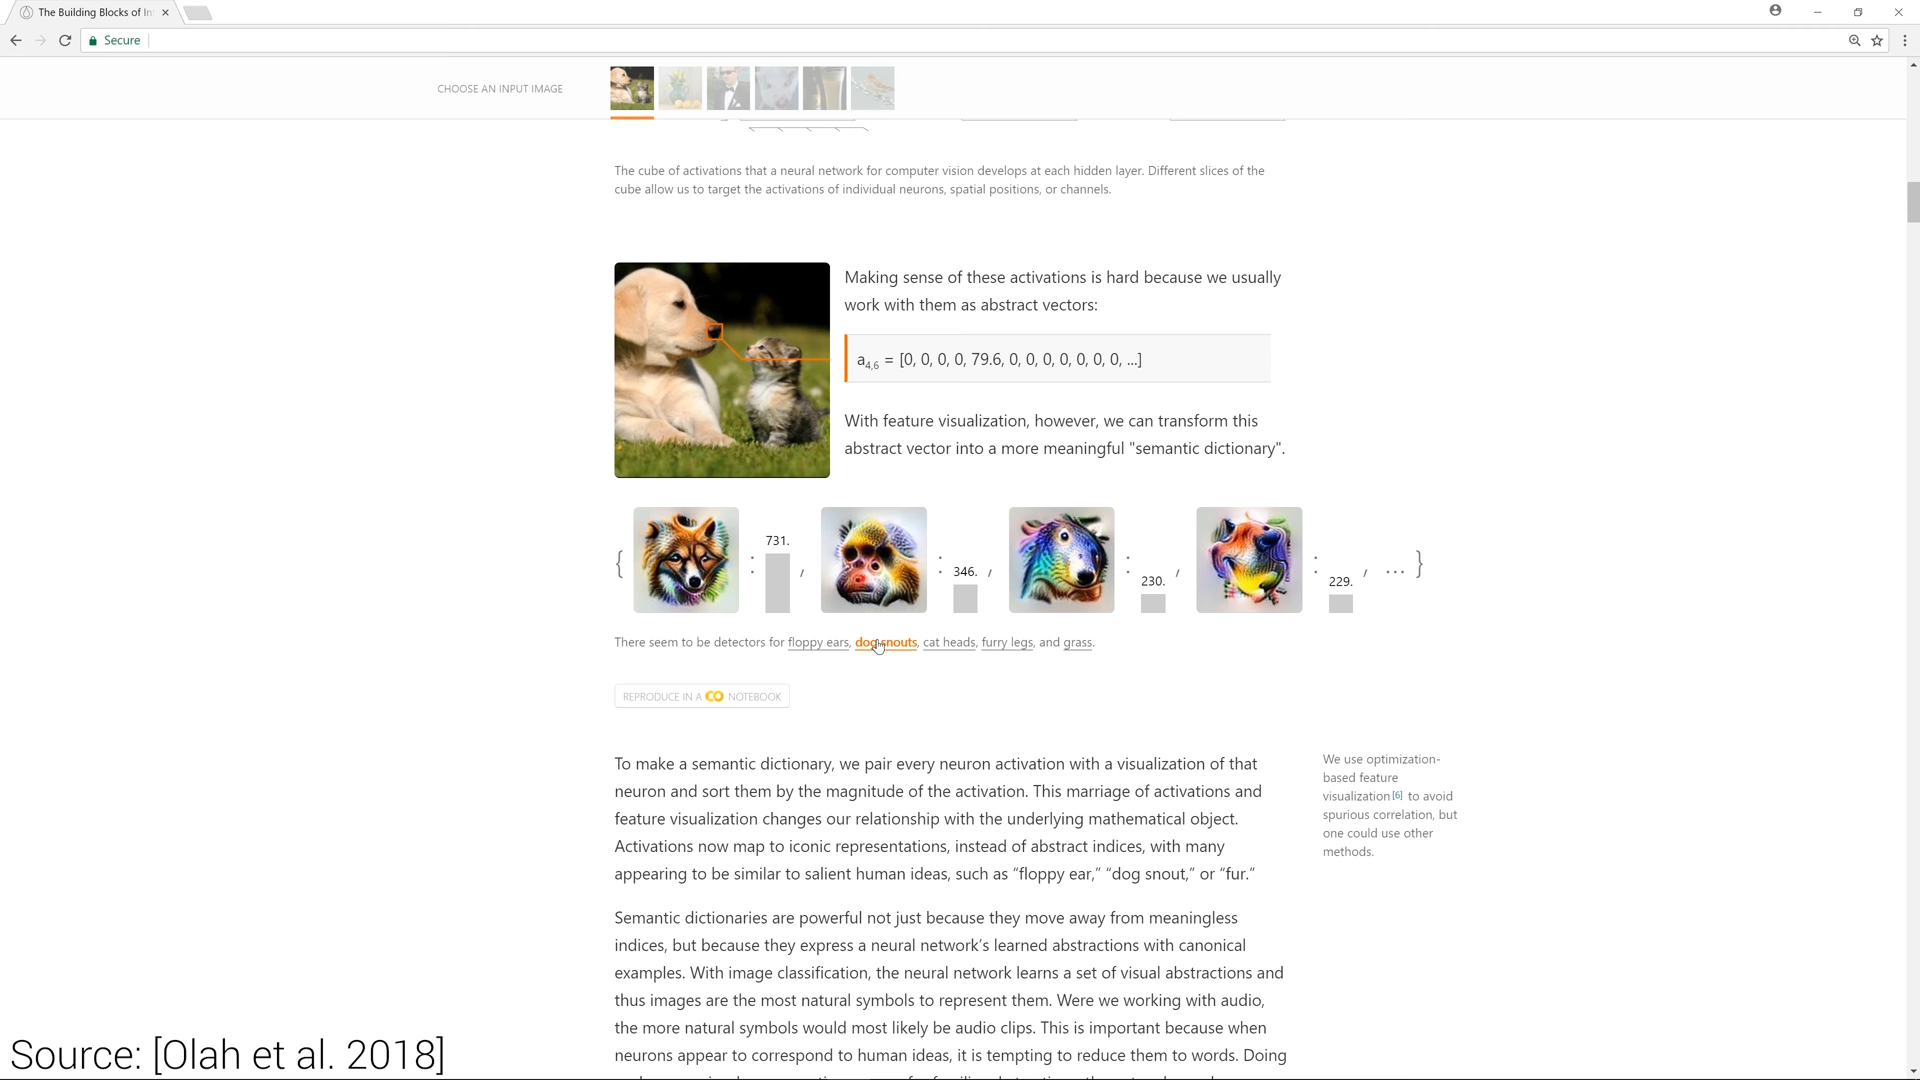 The Building Blocks of In
Secure
CHOOSE AN INPUT IMAGE
The cube of activations that a neural network for computer vision develops at each hidden layer. Different slices of the
cube allow us to target the activations of individual neurons, spatial positions, or channels.
Making sense of these activations is hard because we usually
work with them as abstract vectors:
a4,6 = [0, 0, 0, 0, 79.6, 0, 0, 0, 0, 0, 0, 0, ...]
With feature visualization, however, we can transform this
abstract vector into a more meaningful "semantic dictionary".
{ : 731. / : 346. / : 230. / : 229. / ... }
There seem to be detectors for floppy ears, dog snouts, cat heads, furry legs, and grass.
REPRODUCE IN A CO NOTEBOOK
To make a semantic dictionary, we pair every neuron activation with a visualization of that
neuron and sort them by the magnitude of the activation. This marriage of activations and
feature visualization changes our relationship with the underlying mathematical object.
Activations now map to iconic representations, instead of abstract indices, with many
appearing to be similar to salient human ideas, such as “floppy ear,” “dog snout,” or “fur.”
We use optimization-
based feature
visualization[6] to avoid
spurious correlation, but
one could use other
methods.
Semantic dictionaries are powerful not just because they move away from meaningless
indices, but because they express a neural network’s learned abstractions with canonical
examples. With image classification, the neural network learns a set of visual abstractions and
thus images are the most natural symbols to represent them. Were we working with audio,
the more natural symbols would most likely be audio clips. This is important because when
neurons appear to correspond to human ideas, it is tempting to reduce them to words. Doing
Source: [Olah et al. 2018]